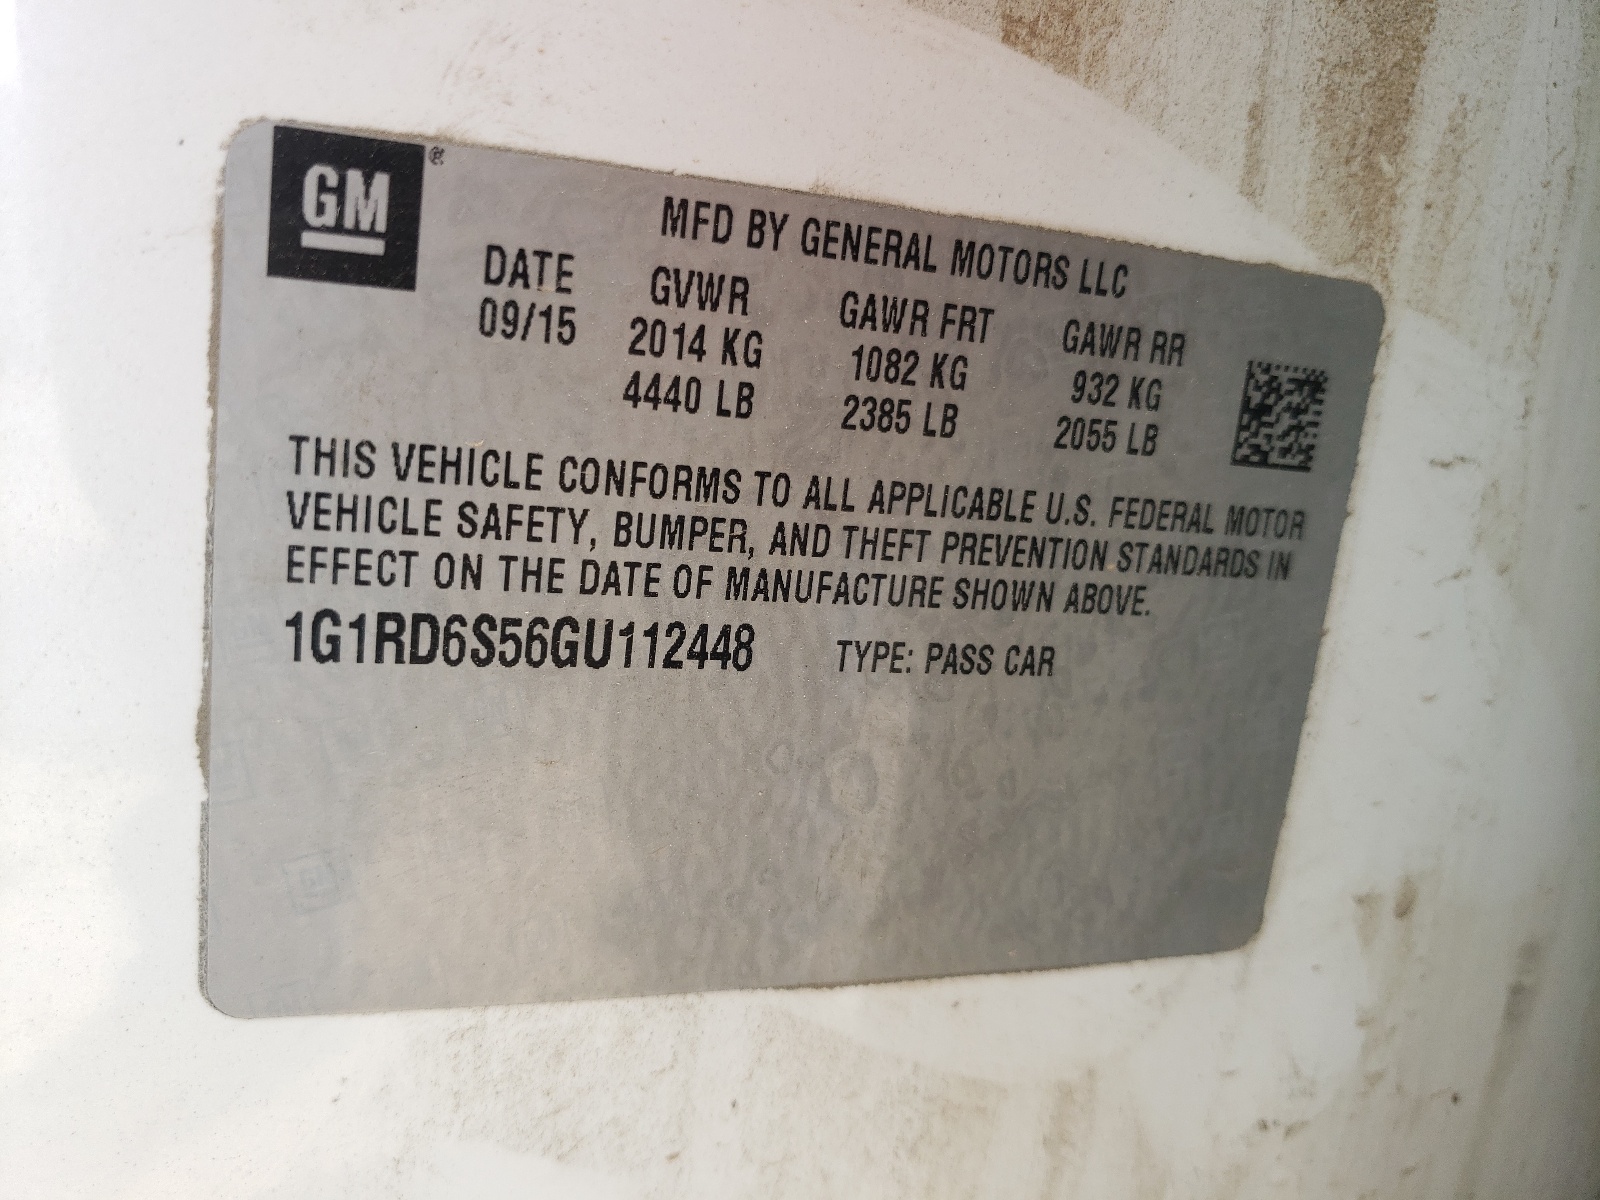 GM ®
MFD BY GENERAL MOTORS LLC
DATE GVWR GAWR FRT GAWR RR
09/15 2014 KG 1082 KG 932 KG
4440 LB 2385 LB 2055 LB
THIS VEHICLE CONFORMS TO ALL APPLICABLE U.S. FEDERAL MOTOR
VEHICLE SAFETY, BUMPER, AND THEFT PREVENTION STANDARDS IN
EFFECT ON THE DATE OF MANUFACTURE SHOWN ABOVE.
1G1RD6S56GU112448 TYPE: PASS CAR